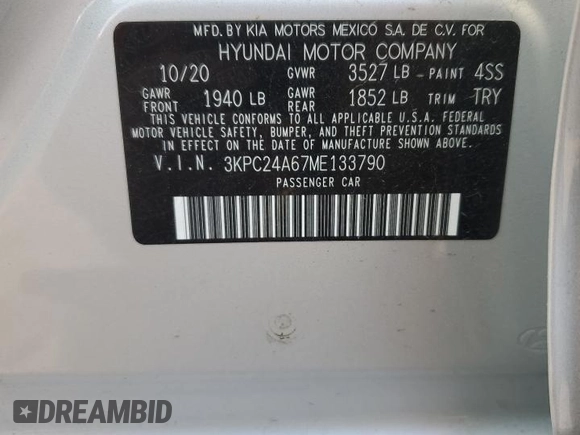 MFD.BY KIA MOTORS MEXICO S.A. DE C.V. FOR
HYUNDAI MOTOR COMPANY
10/20 GVWR 3527 LB - PAINT 4SS
GAWR FRONT 1940 LB GAWR REAR 1852 LB TRIM TRY
THIS VEHICLE CONFORMS TO ALL APPLICABLE U.S.A. FEDERAL
MOTOR VEHICLE SAFETY, BUMPER, AND THEFT PREVENTION STANDARDS
IN EFFECT ON THE DATE OF MANUFACTURE SHOWN ABOVE.
V.I.N. 3KPC24A67ME133790
PASSENGER CAR
DREAMBID